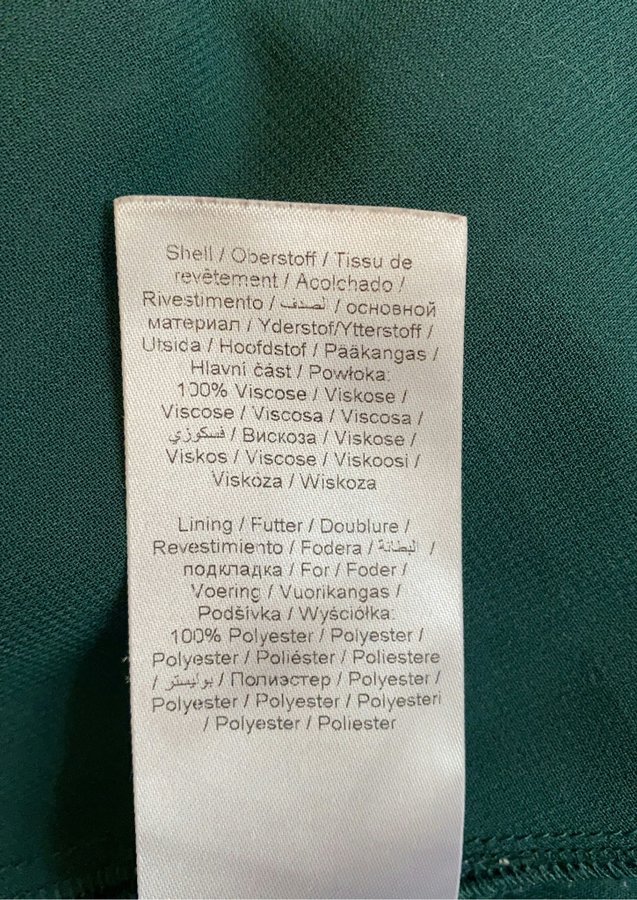 Shell / Oberstoff / Tissu de
revêtement / Acolchado /
Rivestimento / لصدف / основной
материал / Yderstof/Ytterstoff /
Utsida / Hoofdstof / Pääkangas /
Hlavní část / Powłoka:
100% Viscose / Viskose /
Viscose / Viscosa / Viscosa /
فسكوزي / Вискоза / Viskose /
Viskos / Viscose / Viskoosi /
Viskoza / Wiskoza
Lining / Futter / Doublure /
Revestimiento / Fodera / البطانة /
подкладка / For / Foder /
Voering / Vuorikangas /
Podšívka / Wyściółka:
100% Polyester / Polyester /
Polyester / Poliéster / Poliestere
/ بوليستر / Полиэстер / Polyester /
Polyester / Polyester / Polyesteri
/ Polyester / Poliester